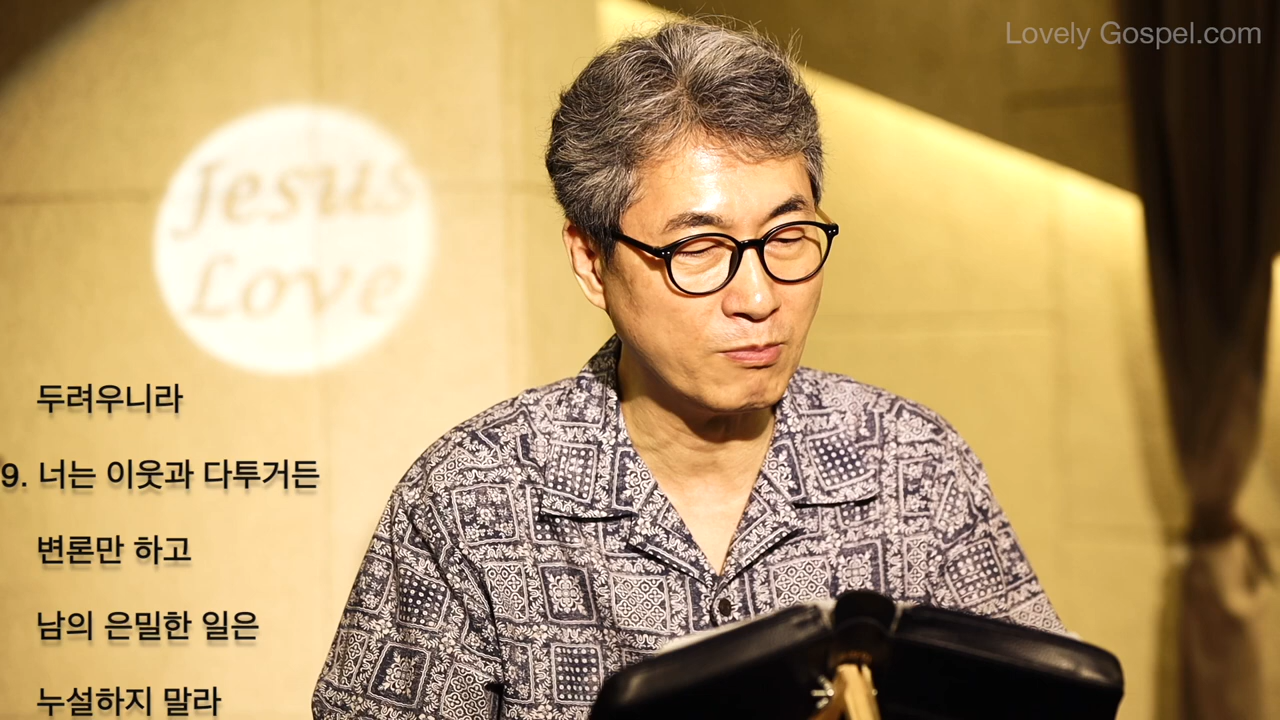 Lovely Gospel.com
Jesus
Love
두려우니라
9. 너는 이웃과 다투거든
변론만 하고
남의 은밀한 일은
누설하지 말라